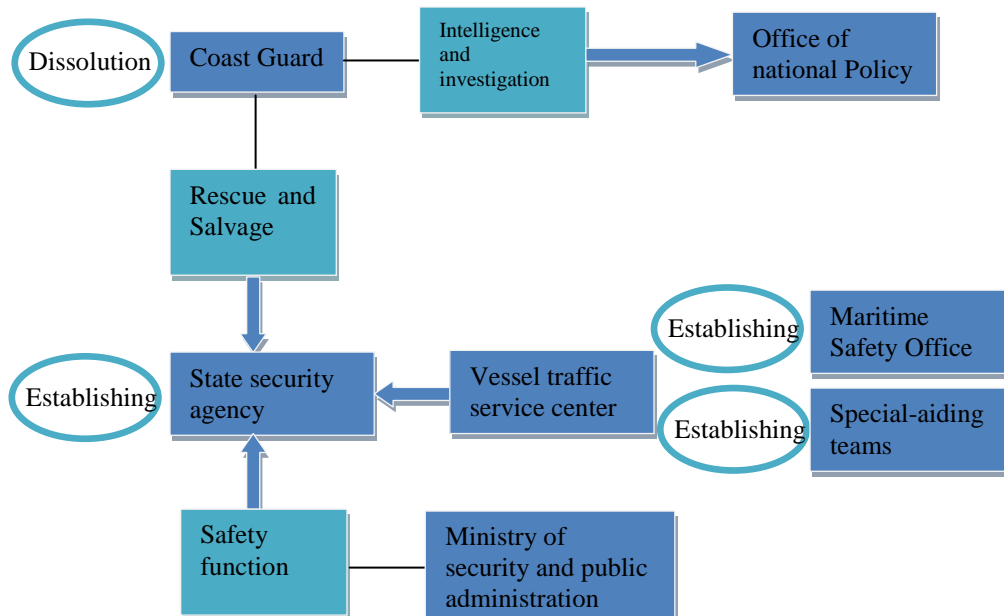 Dissolution
Coast Guard
Intelligence
and
investigation
Office of
national Policy
Rescue and
Salvage
Establishing
Maritime
Safety Office
Establishing
State security
agency
Vessel traffic
service center
Establishing
Special-aiding
teams
Safety
function
Ministry of
security and public
administration